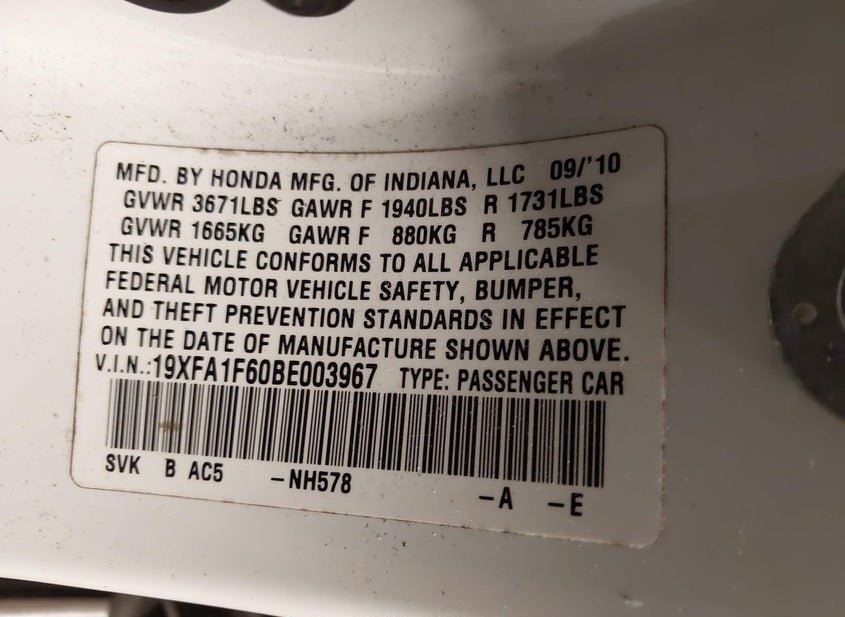 MFD. BY HONDA MFG. OF INDIANA, LLC 09/'10
GVWR 3671LBS GAWR F 1940LBS R 1731LBS
GVWR 1665KG GAWR F 880KG R 785KG
THIS VEHICLE CONFORMS TO ALL APPLICABLE
FEDERAL MOTOR VEHICLE SAFETY, BUMPER,
AND THEFT PREVENTION STANDARDS IN EFFECT
ON THE DATE OF MANUFACTURE SHOWN ABOVE.
V.I.N.:19XFA1F60BE003967 TYPE: PASSENGER CAR
SVK B AC5 -NH578 -A -E